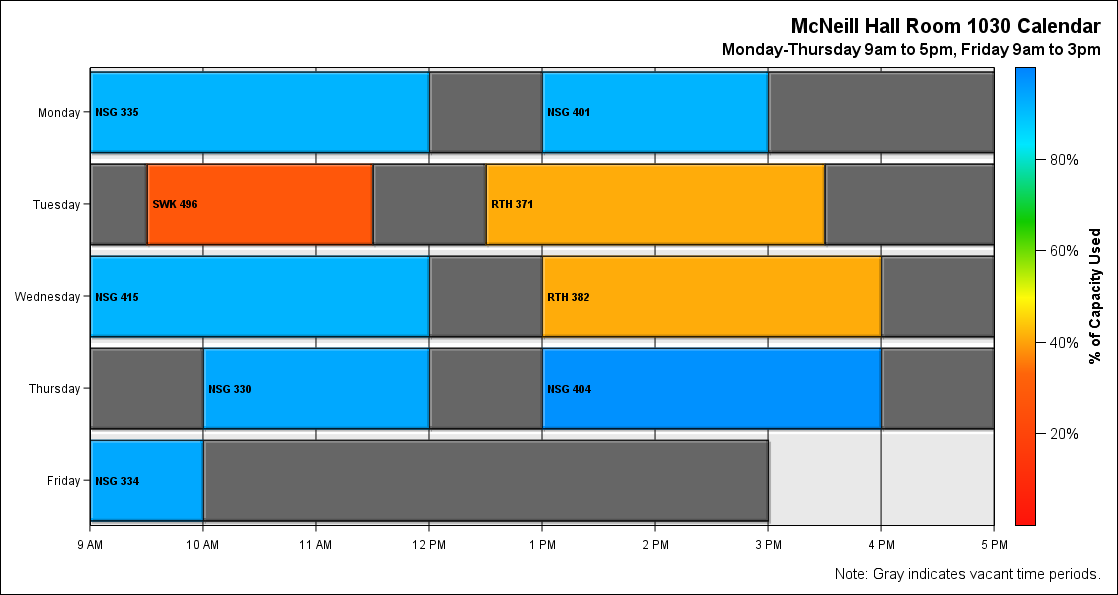 McNeill Hall Room 1030 Calendar
Monday-Thursday 9am to 5pm, Friday 9am to 3pm
Monday
NSG 335
NSG 401
Tuesday
SWK 496
RTH 371
Wednesday
NSG 415
RTH 382
Thursday
NSG 330
NSG 404
Friday
NSG 334
9 AM
10 AM
11 AM
12 PM
1 PM
2 PM
3 PM
4 PM
5 PM
80%
60%
40%
20%
% of Capacity Used
Note: Gray indicates vacant time periods.